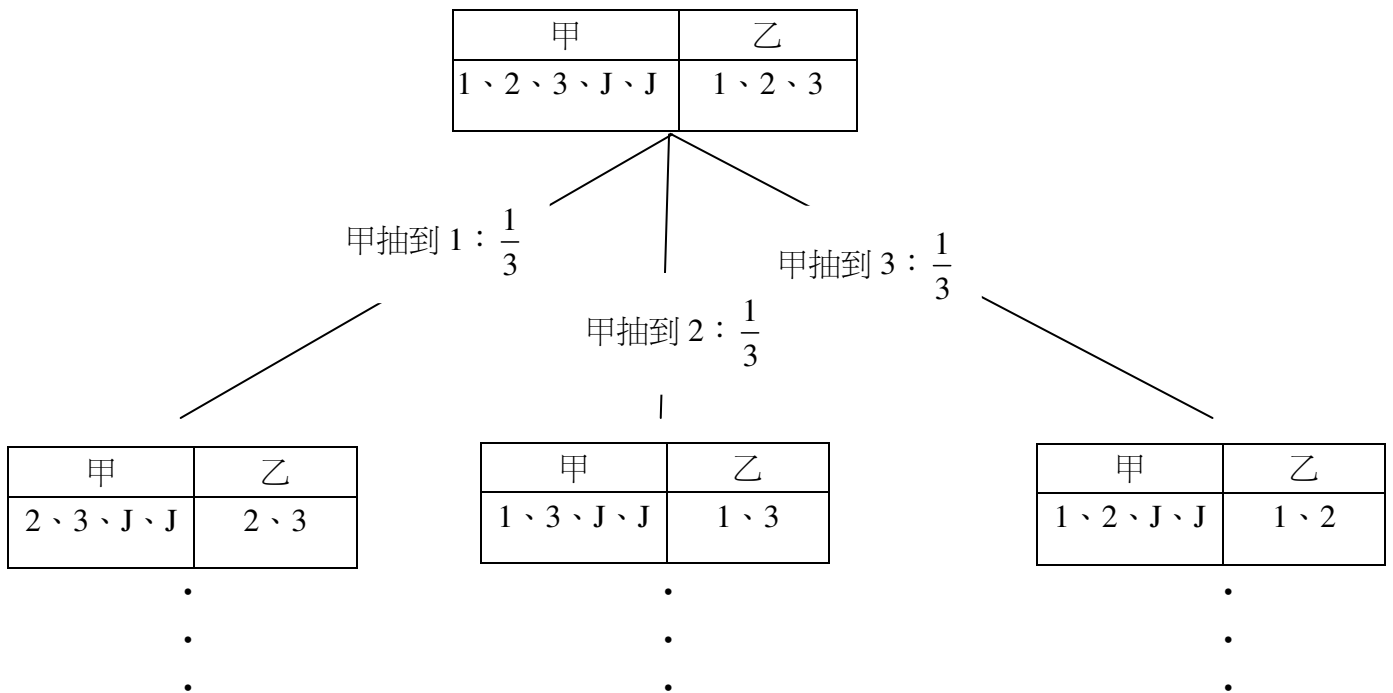 甲 乙
1、2、3、J、J 1、2、3
甲抽到 1：1/3
甲抽到 3：1/3
甲抽到 2：1/3
甲 乙 甲 乙 甲 乙
2、3、J、J 2、3 1、3、J、J 1、3 1、2、J、J 1、2